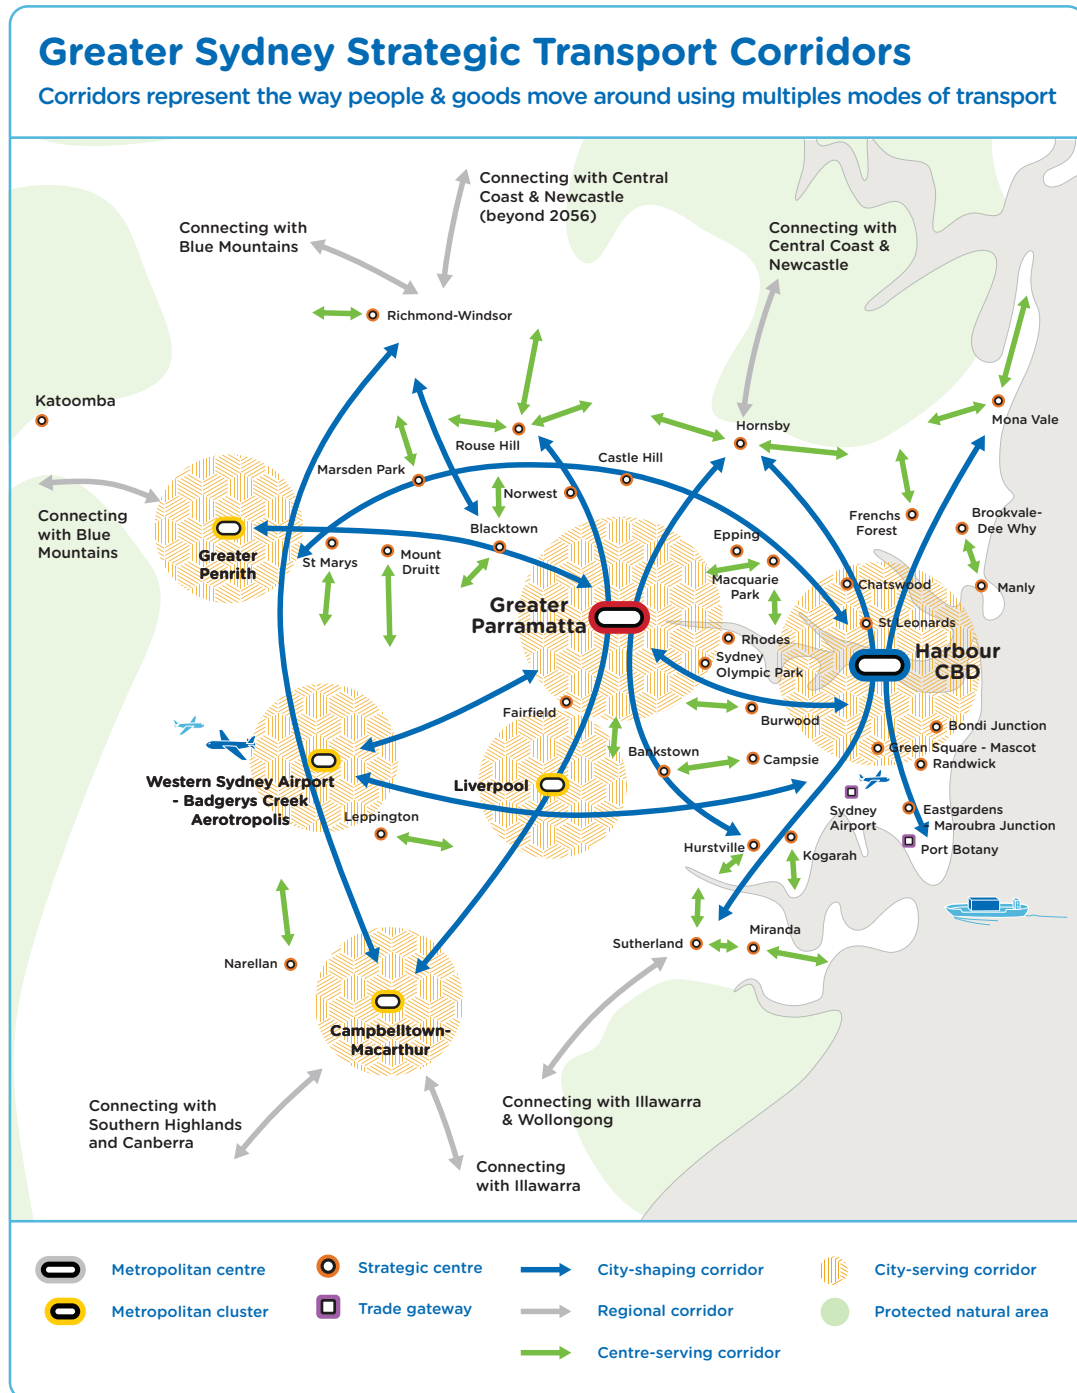 Greater Sydney Strategic Transport Corridors
Corridors represent the way people & goods move around using multiples modes of transport
Connecting with Central
Coast & Newcastle
(beyond 2056)
Connecting with
Blue Mountains
Connecting with
Central Coast &
Newcastle
Richmond-Windsor
Katoomba
Mona Vale
Hornsby
Rouse Hill
Castle Hill
Marsden Park
Norwest
Connecting
with Blue
Mountains
Blacktown
Frenchs
Forest
Brookvale-
Dee Why
Greater
Penrith
St Marys
Mount
Druitt
Epping
Macquarie
Park
Chatswood
Manly
Greater
Parramatta
St Leonards
Rhodes
Sydney
Olympic Park
Harbour
CBD
Fairfield
Burwood
Bondi Junction
Green Square - Mascot
Randwick
Bankstown
Campsie
Western Sydney Airport
- Badgerys Creek
Aerotropolis
Liverpool
Leppington
Sydney
Airport
Eastgardens
- Maroubra Junction
Port Botany
Hurstville
Kogarah
Sutherland
Miranda
Narellan
Campbelltown-
Macarthur
Connecting with
Southern Highlands
and Canberra
Connecting with Illawarra
& Wollongong
Connecting
with Illawarra
Metropolitan centre
Metropolitan cluster
Strategic centre
Trade gateway
City-shaping corridor
Regional corridor
Centre-serving corridor
City-serving corridor
Protected natural area